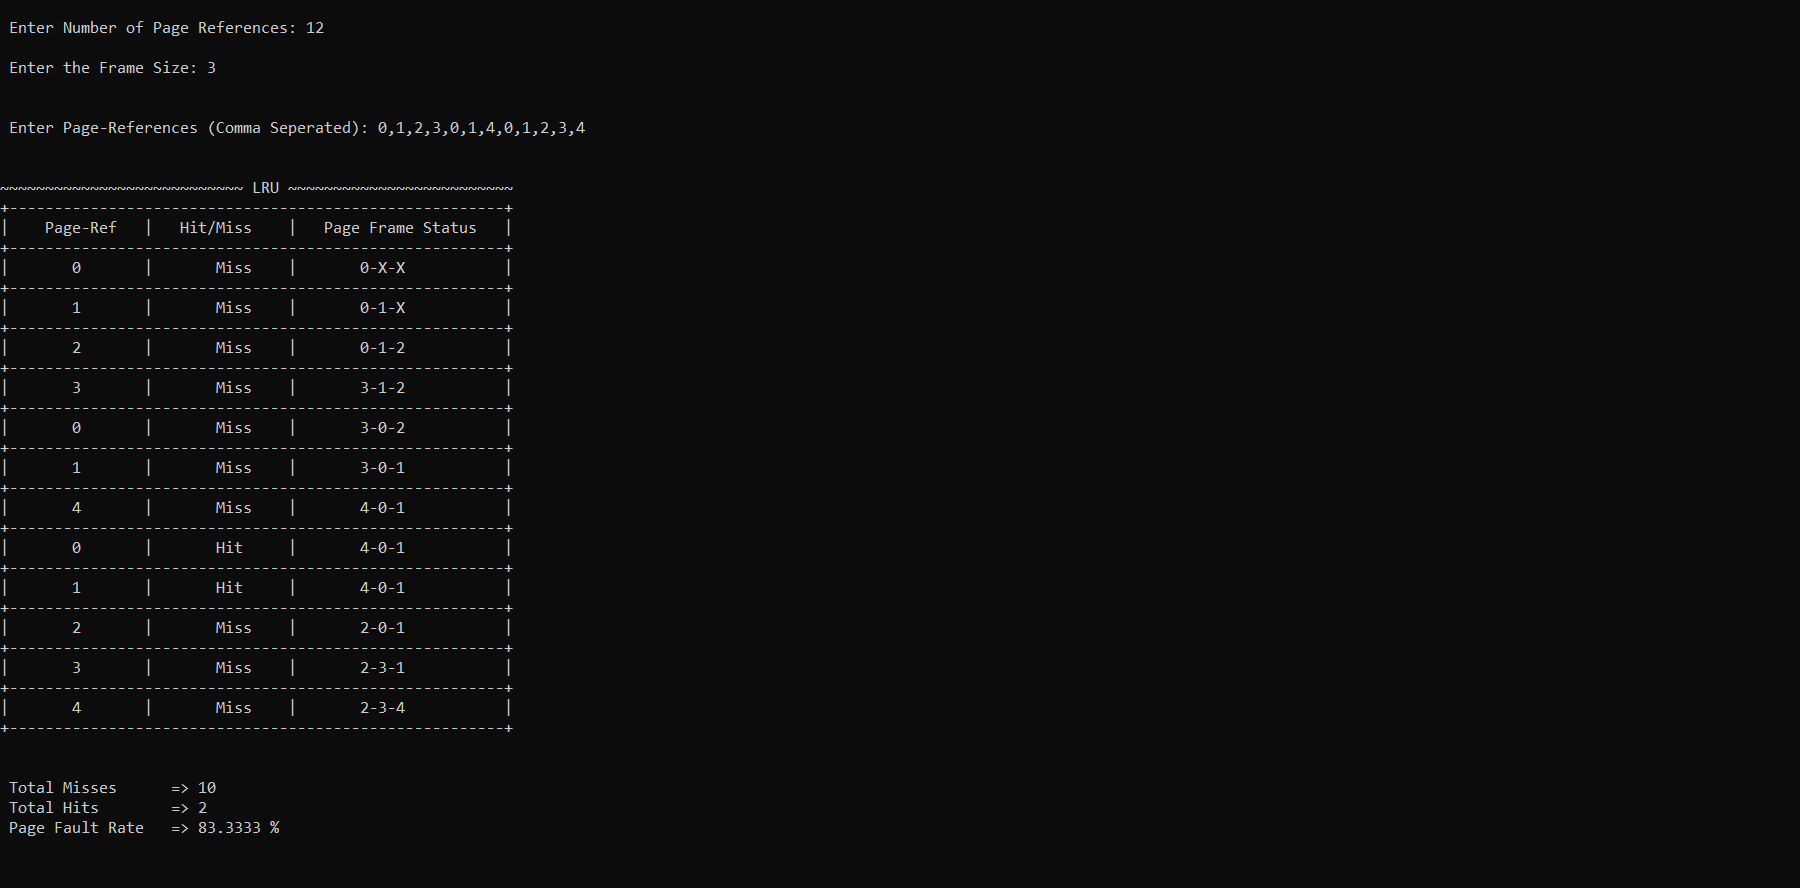 Enter Number of Page References: 12
Enter the Frame Size: 3
Enter Page-References (Comma Seperated): 0,1,2,3,0,1,4,0,1,2,3,4
~~~~~~~~~~~~~~~~~~~~~~~~~~~ LRU ~~~~~~~~~~~~~~~~~~~~~~~~~
+-------------------------------------------------------+
|    Page-Ref   |   Hit/Miss    |   Page Frame Status   |
+-------------------------------------------------------+
|       0       |       Miss    |       0-X-X           |
+-------------------------------------------------------+
|       1       |       Miss    |       0-1-X           |
+-------------------------------------------------------+
|       2       |       Miss    |       0-1-2           |
+-------------------------------------------------------+
|       3       |       Miss    |       3-1-2           |
+-------------------------------------------------------+
|       0       |       Miss    |       3-0-2           |
+-------------------------------------------------------+
|       1       |       Miss    |       3-0-1           |
+-------------------------------------------------------+
|       4       |       Miss    |       4-0-1           |
+-------------------------------------------------------+
|       0       |       Hit     |       4-0-1           |
+-------------------------------------------------------+
|       1       |       Hit     |       4-0-1           |
+-------------------------------------------------------+
|       2       |       Miss    |       2-0-1           |
+-------------------------------------------------------+
|       3       |       Miss    |       2-3-1           |
+-------------------------------------------------------+
|       4       |       Miss    |       2-3-4           |
+-------------------------------------------------------+
Total Misses      => 10
Total Hits        => 2
Page Fault Rate   => 83.3333 %